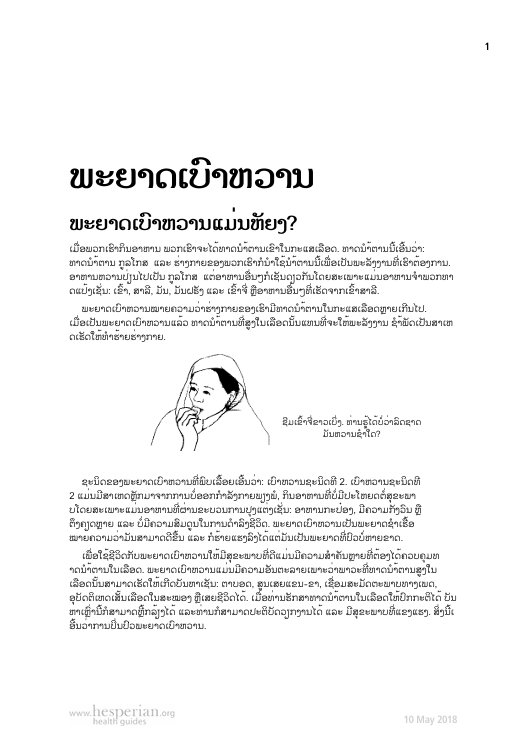 1
ພະຍາດເບົາຫວານ
ພະຍາດເບົາຫວານແມ່ນຫັຍງ?
ເມື່ອພວກເຮົາກິນອາຫານ ພວກເຮົາຈະໄດ້ທາດນ້ຳຕານເຂົ້າໃນກະແສເລືອດ. ທາດນ້ຳຕານນີ້ເອີ້ນວ່າ:
ທາດນ້ຳຕານ ກູລູໂກສ ແລະ ຮ່າງກາຍຂອງພວກເຮົາກໍ່ນຳໃຊ້ນ້ຳຕານນີ້ເພື່ອເປັນພະລັງງານທີ່ເຮົາຕ້ອງການ.
ອາຫານຫວານປ່ຽນໄປເປັນ ກູລູໂກສ ແຕ່ອາຫານອື່ນໆກໍ່ເຊັ່ນດຽວກັນໂດຍສະເພາະແມ່ນອາຫານຈຳພວກທາ
ດແປ້ງເຊັ່ນ: ເຂົ້າ, ສາລີ, ມັນ, ມັນຝຣັ່ງ ແລະ ເຂົ້າຈີ່ ຫຼືອາຫານອື່ນໆທີ່ເຮັດຈາກເຂົ້າສາລີ.
ພະຍາດເບົາຫວານໝາຍຄວາມວ່າຮ່າງກາຍຂອງເຮົາມີທາດນ້ຳຕານໃນກະແສເລືອດຫຼາຍເກີນໄປ.
ເມື່ອເປັນພະຍາດເບົາຫວານແລ້ວ ທາດນ້ຳຕານທີ່ສູງໃນເລືອດນັ້ນແທນທີ່ຈະໃຫ້ພະລັງງານ ຊ້ຳພັດເປັນສາເຫ
ດເຮັດໃຫ້ທຳຮ້າຍຮ່າງກາຍ.
ຊີມເຂົ້າຈີ່ຂາວເບິ່ງ. ທ່ານຮູ້ໄດ້ບໍ່ວ່າລົດຊາດ
ມັນຫວານຊ່ຳໃດ?
ຊະນິດຂອງພະຍາດເບົາຫວານທີ່ພົບເລື້ອຍເອີ້ນວ່າ: ເບົາຫວານຊະນິດທີ 2. ເບົາຫວານຊະນິດທີ
2 ແມ່ນມີສາເຫດຫຼັກມາຈາກການບໍ່ອອກກຳລັງກາຍພຽງພໍ, ກິນອາຫານທີ່ບໍ່ມີປະໂຫຍດຕໍ່ສຸຂະພາ
ບໂດຍສະເພາະແມ່ນອາຫານທີ່ຜ່ານຂະບວນການປຸງແຕ່ງເຊັ່ນ: ອາຫານກະປ໋ອງ, ມີຄວາມກັງວົນ ຫຼື
ຕຶງຄຽດຫຼາຍ ແລະ ບໍ່ມີຄວາມສົມດູນໃນການດຳລົງຊີວິດ. ພະຍາດເບົາຫວານເປັນພະຍາດຊຳເຮື້ອ
ໝາຍຄວາມວ່າມັນສາມາດດີຂຶ້ນ ແລະ ກໍ່ຮ້າຍແຮງລົງໄດ້ແຕ່ມັນເປັນພະຍາດທີ່ປິ່ວບໍ່ຫາຍຂາດ.
ເພື່ອໃຊ້ຊີວິດກັບພະຍາດເບົາຫວານໃຫ້ມີສຸຂະພາບທີ່ດີແມ່ນມີຄວາມສຳຄັນຫຼາຍທີ່ຕ້ອງໄດ້ຄວບຄຸມທ
າດນ້ຳຕານໃນເລືອດ. ພະຍາດເບົາຫວານແມ່ນມີຄວາມອັນຕະລາຍເພາະວ່າພາວະທີ່ທາດນ້ຳຕານສູງໃນ
ເລືອດນັ້ນສາມາດເຮັດໃຫ້ເກີດບັນຫາເຊັ່ນ: ຕາບອດ, ສູນເສຍແຂນ-ຂາ, ເຊື່ອມສະມັດຕະພາບທາງເພດ,
ອຸບັດຕິເຫດເສັ້ນເລືອດໃນສະໝອງ ຫຼືເສຍຊີວິດໄດ້. ເມື່ອທ່ານຮັກສາທາດນ້ຳຕານໃນເລືອດໃຫ້ປົກກະຕິໄດ້ ບັນ
ຫາເຫຼົ່ານີ້ກໍ່ສາມາດຫຼີກລ້ຽງໄດ້ ແລະທ່ານກໍ່ສາມາດປະຕິບັດວຽກງານໄດ້ ແລະ ມີສຸຂະພາບທີ່ແຂງແຮງ. ສິ່ງນີ້ເ
ອີ້ນວ່າການປິ່ນປົວພະຍາດເບົາຫວານ.
www.hesperian.org
health guides
10 May 2018